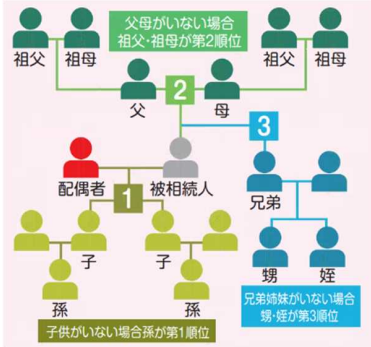 父母がいない場合
祖父・祖母が第2順位
祖父
祖母
祖父
祖母
2
父
母
3
配偶者
被相続人
兄弟
1
子
子
甥
姪
孫
孫
兄弟姉妹がいない場合
甥・姪が第3順位
子供がいない場合孫が第1順位